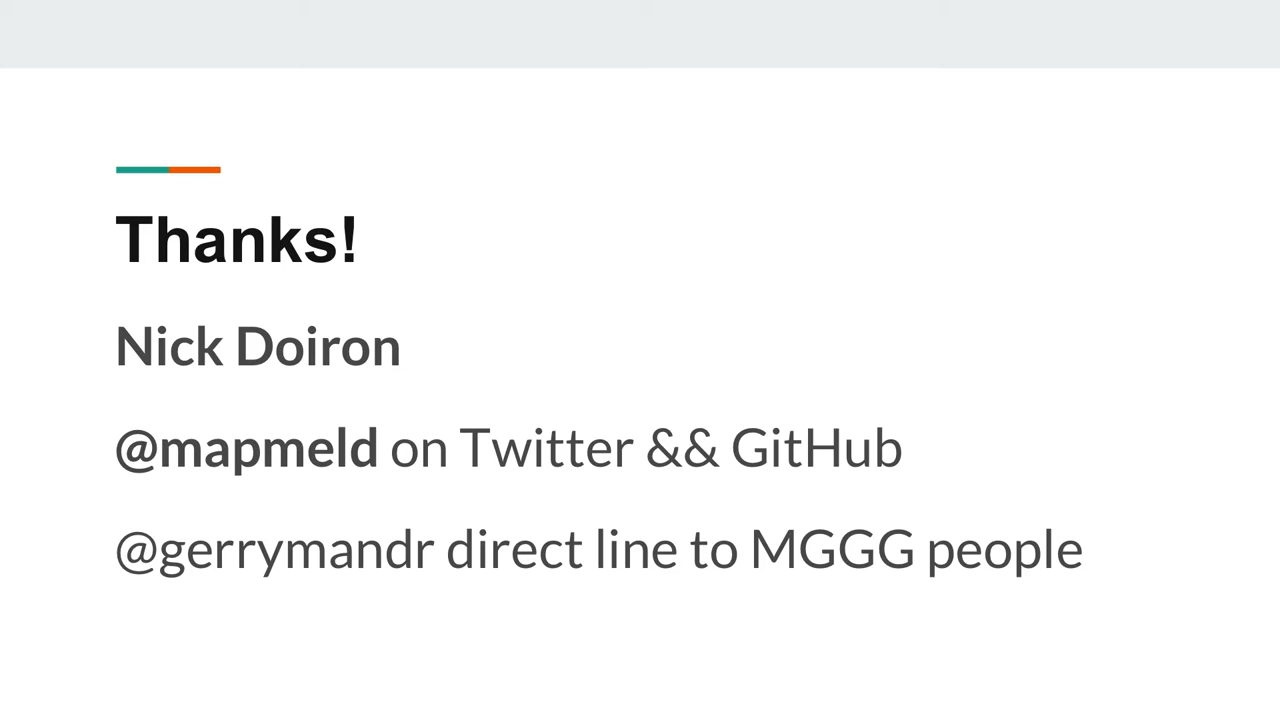 Thanks!
Nick Doiron
@mapmeld on Twitter && GitHub
@gerrymandr direct line to MGGG people